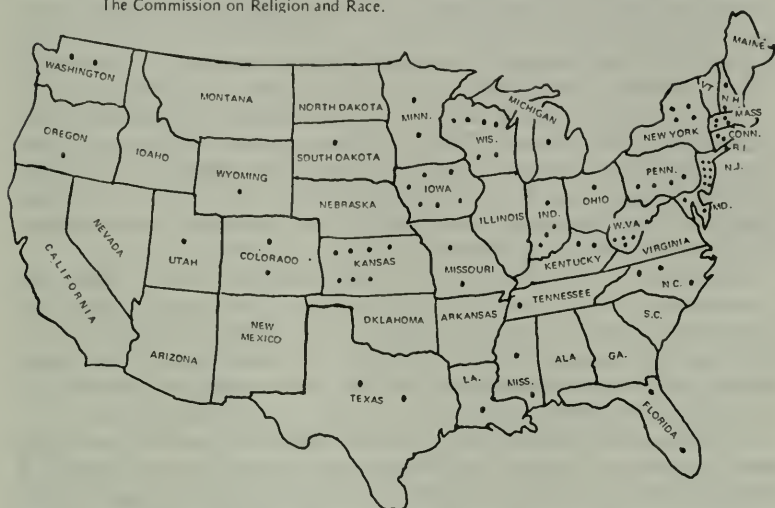 The Commission on Religion and Race.
MAINE
WASHINGTON
MONTANA
NORTH DAKOTA
MINN.
MICHIGAN
VT
N.H.
MASS
OREGON
IDAHO
WYOMING
SOUTH DAKOTA
WIS.
NEW YORK
CONN.
R.I.
NEBRASKA
IOWA
PENN.
N.J.
NEVADA
UTAH
COLORADO
KANSAS
MISSOURI
ILLINOIS
IND.
OHIO
W.VA
MD.
CALIFORNIA
KENTUCKY
VIRGINIA
ARIZONA
NEW
MEXICO
OKLAHOMA
ARKANSAS
TENNESSEE
N.C.
S.C.
TEXAS
LA.
MISS.
ALA
GA.
FLORIDA